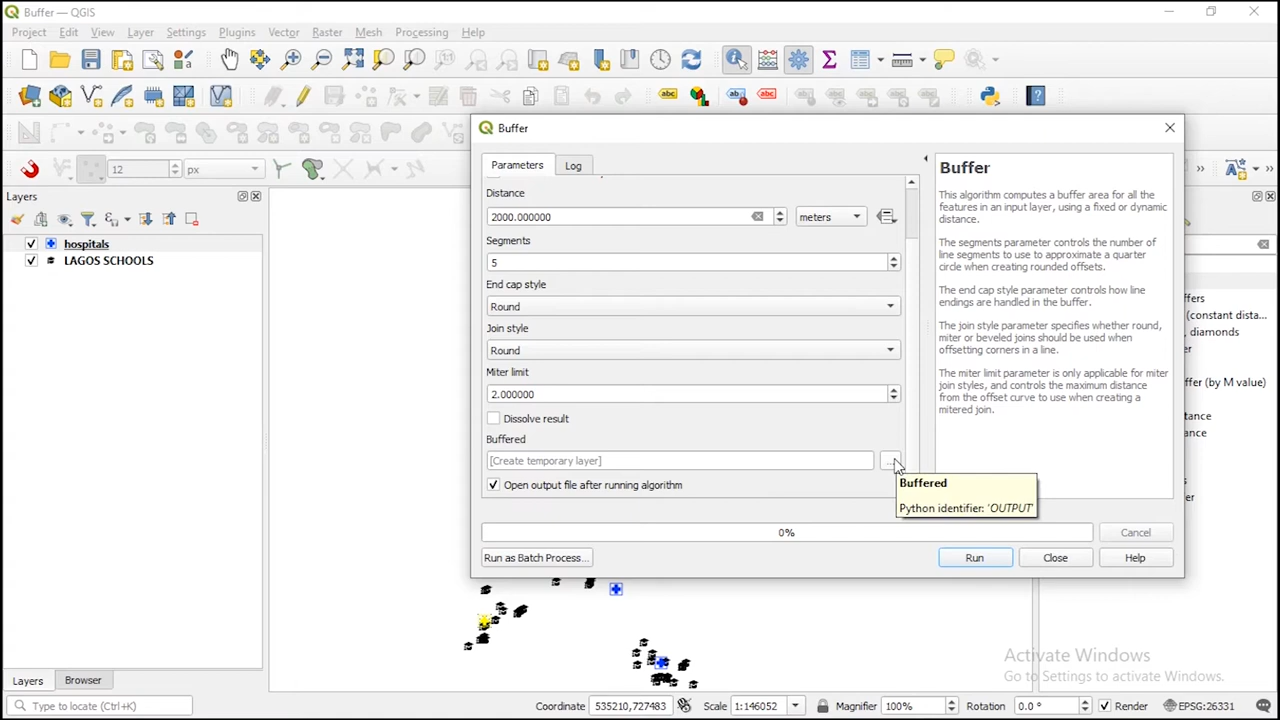 Buffer — QGIS
Project Edit View Layer Settings Plugins Vector Raster Mesh Processing Help
12 px
Layers
hospitals
LAGOS SCHOOLS
Buffer
Parameters Log
Distance
2000.000000 meters
Segments
5
End cap style
Round
Join style
Round
Miter limit
2.000000
Dissolve result
Buffered
[Create temporary layer]
Open output file after running algorithm
Buffered
Python identifier: 'OUTPUT'
0%
Cancel
Run as Batch Process... Run Close Help
Buffer
This algorithm computes a buffer area for all the
features in an input layer, using a fixed or dynamic
distance.
The segments parameter controls the number of
line segments to use to approximate a quarter
circle when creating rounded offsets.
The end cap style parameter controls how line
endings are handled in the buffer.
The join style parameter specifies whether round,
miter or beveled joins should be used when
offsetting corners in a line.
The miter limit parameter is only applicable for miter
join styles, and controls the maximum distance
from the offset curve to use when creating a
mitered join.
(constant dista...
, diamonds
(by M value)
Activate Windows
Go to Settings to activate Windows.
Layers Browser
Type to locate (Ctrl+K) Coordinate 535210,727483 Scale 1:146052 Magnifier 100% Rotation 0.0 ° Render EPSG:26331